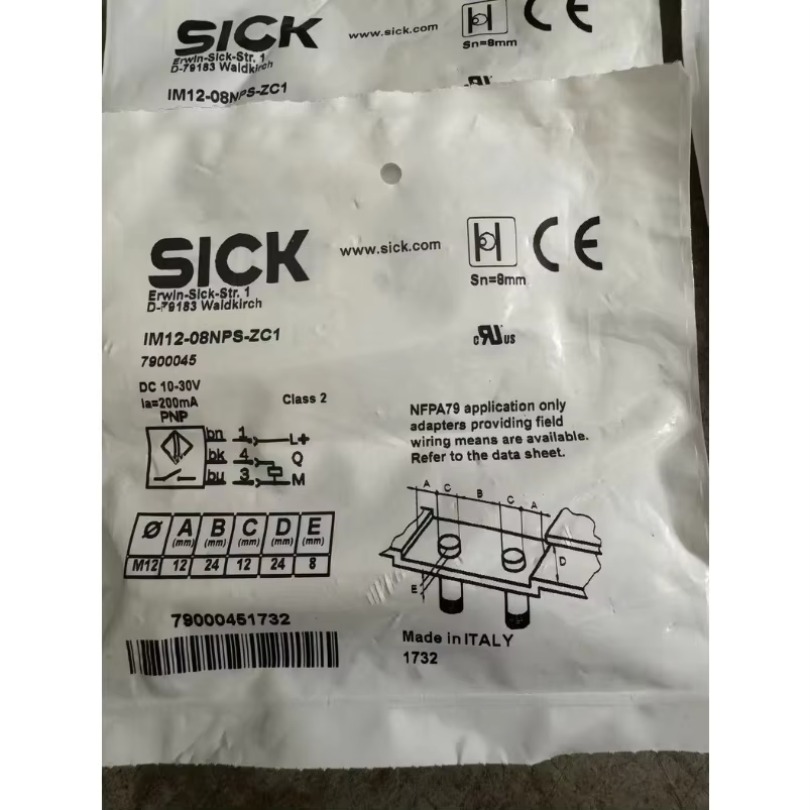 SICK
www.sick.com
CE
Sn=8mm
Erwin-Sick-Str. 1
D-79183 Waldkirch
IM12-08NPS-ZC1
SICK
www.sick.com
CE
Sn=8mm
Erwin-Sick-Str. 1
D-79183 Waldkirch
IM12-08NPS-ZC1
c RU US
7900045
DC 10-30V
Ia=200mA
Class 2
PNP
bn 1 L+
bk 4 Q
bu 3 M
NFPA79 application only
adapters providing field
wiring means are available.
Refer to the data sheet.
A C B C A
D
E
Ø A (mm) B (mm) C (mm) D (mm) E (mm)
M12 12 24 12 24 8
79000451732
Made in ITALY
1732